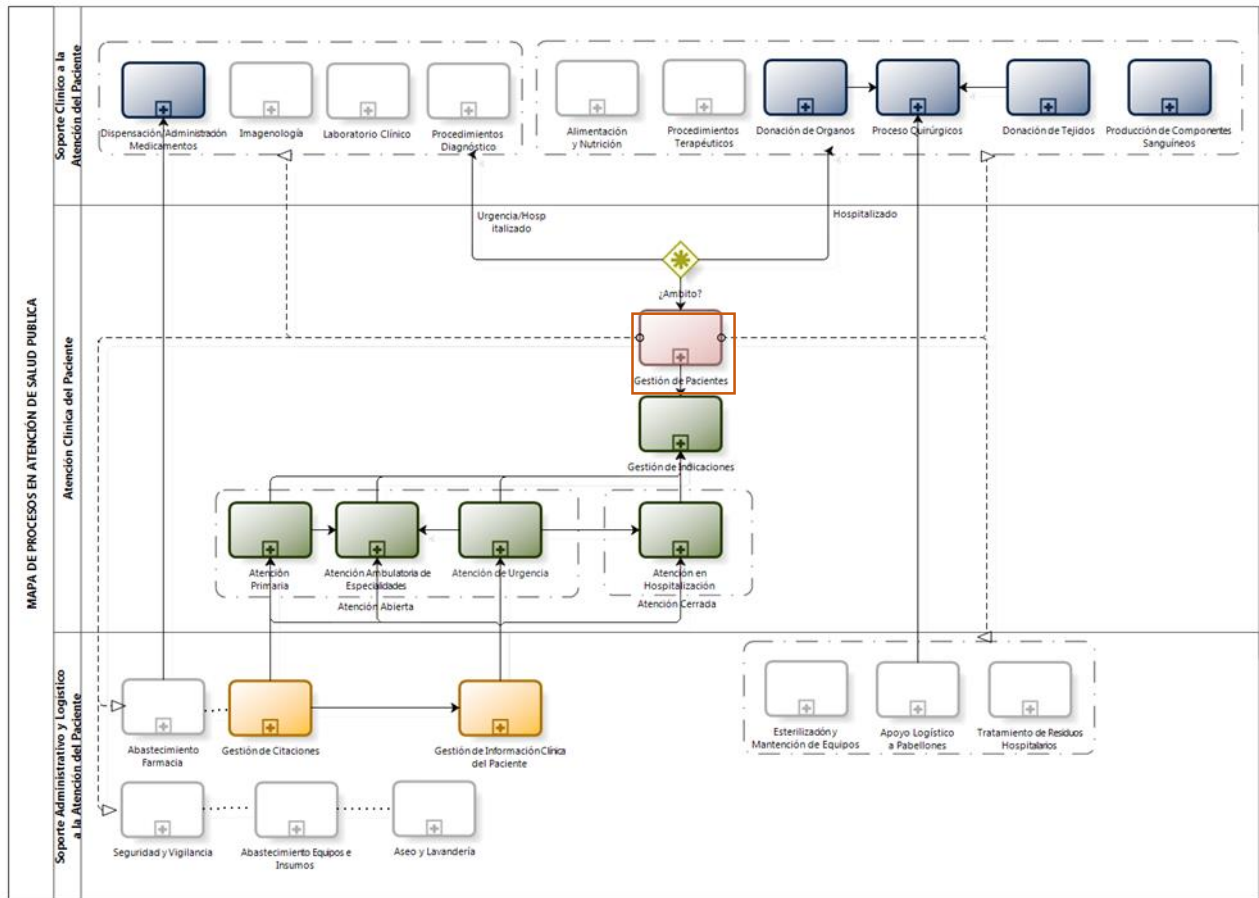 MAPA DE PROCESOS EN ATENCIÓN DE SALUD PUBLICA
Soporte Clínico a la
Atención del Paciente
Dispensación/Administración
Medicamentos
Imagenología
Laboratorio Clínico
Procedimientos
Diagnóstico
Alimentación
y Nutrición
Procedimientos
Terapéuticos
Donación de Organos
Proceso Quirúrgicos
Donación de Tejidos
Producción de Componentes
Sanguíneos
Atención Clínica del Paciente
Urgencia/Hosp
italizado
Hospitalizado
¿Ambito?
Gestión de Pacientes
Gestión de Indicaciones
Atención
Primaria
Atención Ambulatoria de
Especialidades
Atención de Urgencia
Atención en
Hospitalización
Atención Abierta
Atención Cerrada
Soporte Administrativo y Logístico
a la Atención del Paciente
Abastecimiento
Farmacia
Gestión de Citaciones
Gestión de Información Clínica
del Paciente
Esterilización y
Mantención de Equipos
Apoyo Logístico
a Pabellones
Tratamiento de Residuos
Hospitalarios
Seguridad y Vigilancia
Abastecimiento Equipos e
Insumos
Aseo y Lavandería